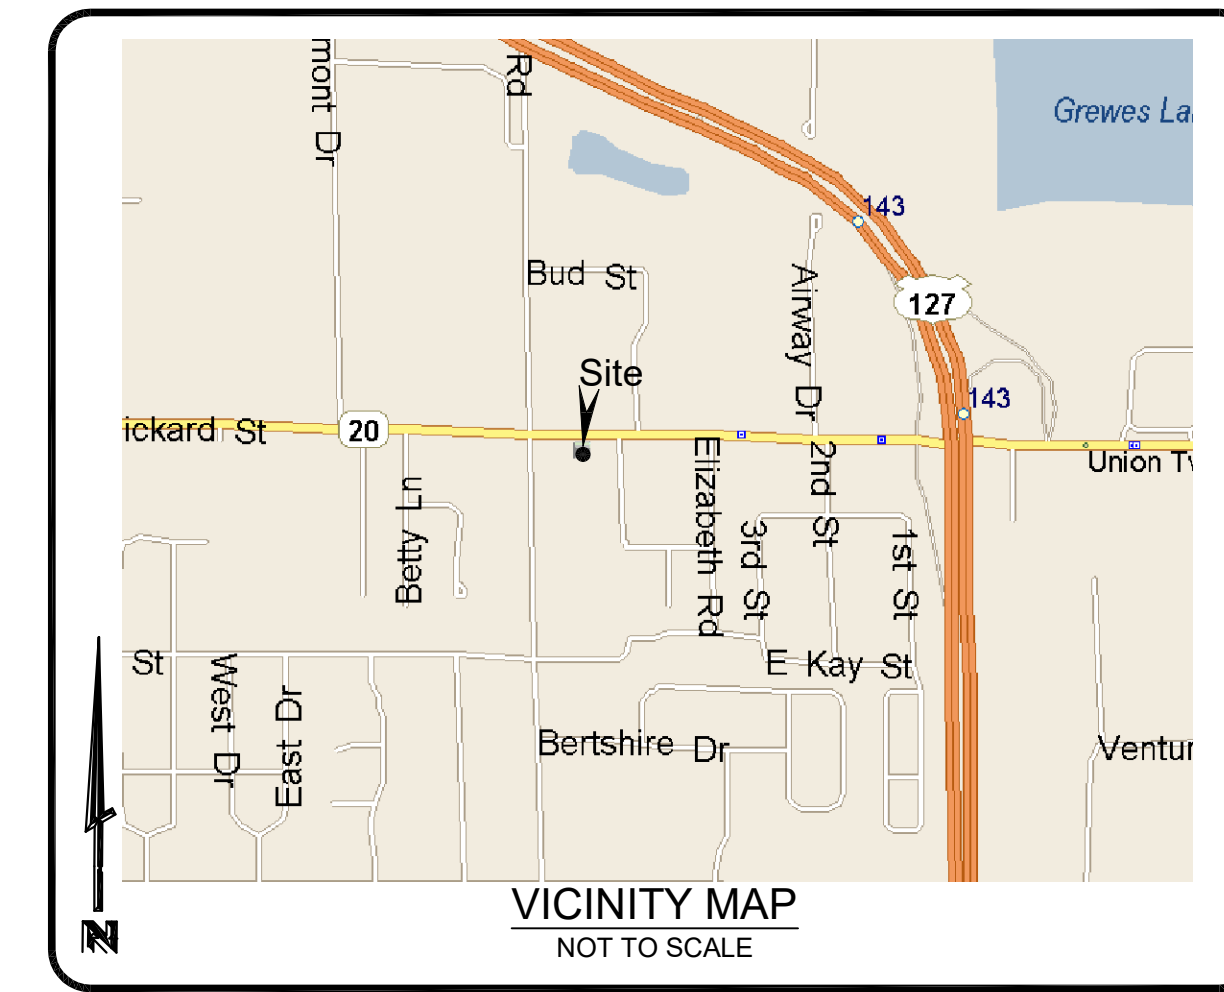 mont Dr
Rd
Grewes La
143
Bud St
Airway Dr
127
Site
143
ickard St
20
Union T
Elizabeth Rd
2nd St
Betty Ln
3rd St
1st St
St
E Kay St
West Dr
East Dr
Bertshire Dr
Ventur
VICINITY MAP
NOT TO SCALE
N